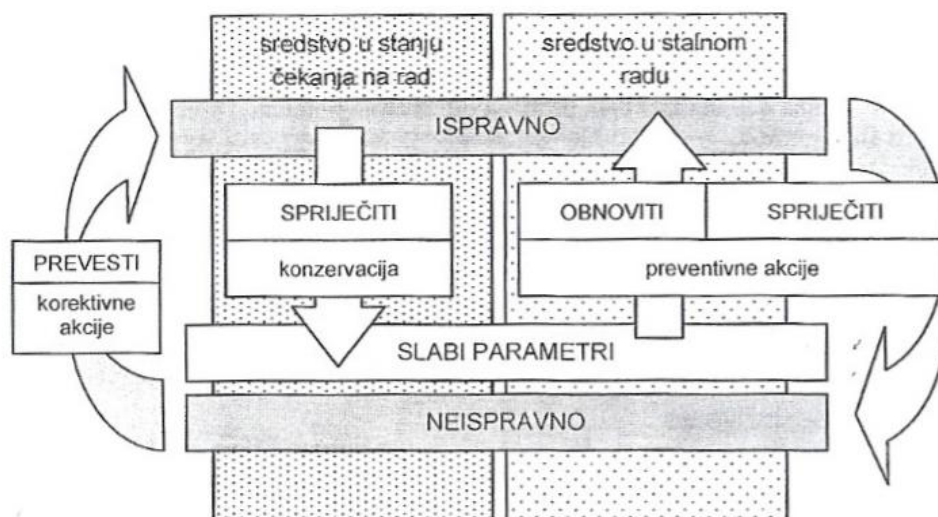 sredstvo u stanju
čekanja na rad
sredstvo u stalnom
radu
ISPRAVNO
SPRIJEČITI
konzervacija
OBNOVITI
SPRIJEČITI
preventivne akcije
PREVESTI
korektivne
akcije
SLABI PARAMETRI
NEISPRAVNO